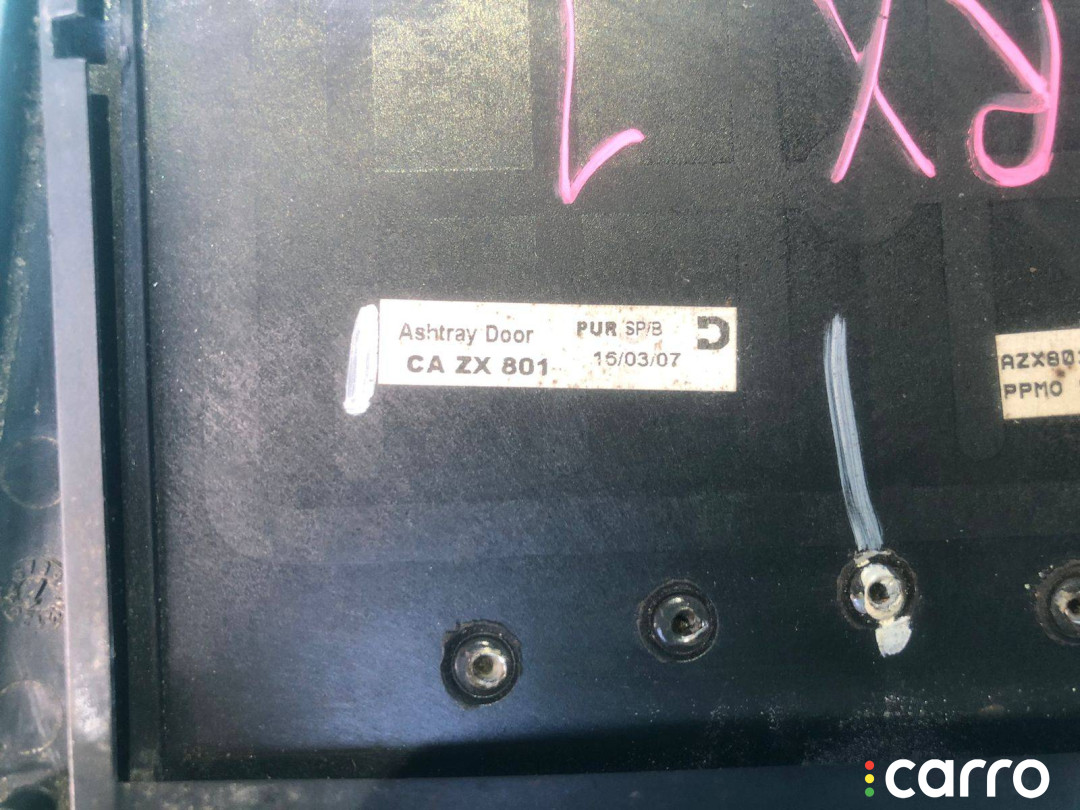 Ashtray Door PUR SP/B
CA ZX 801 16/03/07
PPMO
carro